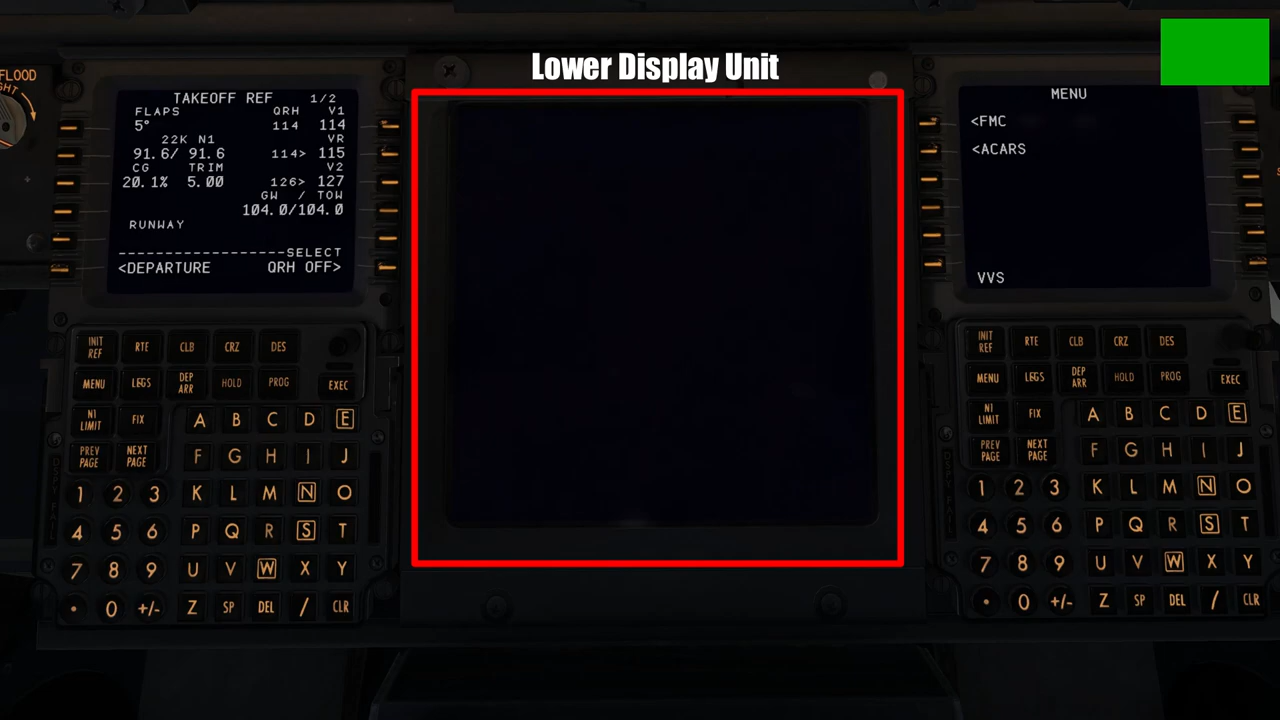 Lower Display Unit
FLOOD
TAKEOFF REF 1/2
FLAPS QRH V1
5° 114 114
22K N1 VR
91.6/ 91.6 114> 115
CG TRIM V2
20.1% 5.00 126> 127
GW / TOW
104.0/104.0
RUNWAY
------------------SELECT
<DEPARTURE QRH OFF>
INIT REF RTE CLB CRZ DES
MENU LEGS DEP ARR HOLD PROG EXEC
N1 LIMIT FIX A B C D E
PREV PAGE NEXT PAGE F G H I J
1 2 3 K L M N O
4 5 6 P Q R S T
7 8 9 U V W X Y
. 0 +/- Z SP DEL / CLR
MENU
<FMC
<ACARS
VVS
INIT REF RTE CLB CRZ DES
MENU LEGS DEP ARR HOLD PROG EXEC
N1 LIMIT FIX A B C D E
PREV PAGE NEXT PAGE F G H I J
1 2 3 K L M N O
4 5 6 P Q R S T
7 8 9 U V W X Y
. 0 +/- Z SP DEL / CLR